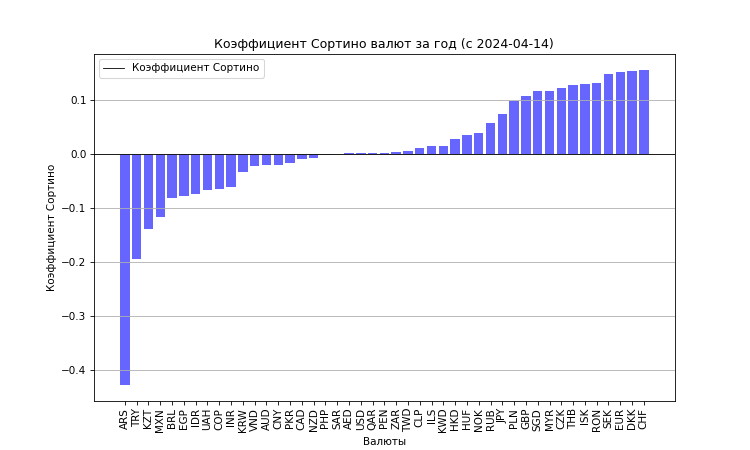 Коэффициент Сортино валют за год (с 2024-04-14)
Коэффициент Сортино
0.1
0.0
−0.1
−0.2
−0.3
−0.4
Коэффициент Сортино
ARS TRY KZT MXN BRL EGP IDR UAH COP INR KRW VND AUD CNY PKR CAD NZD PHP SAR AED USD QAR PEN ZAR TWD CLP ILS KWD HKD HUF NOK RUB JPY PLN GBP SGD MYR CZK THB ISK RON SEK EUR DKK CHF
Валюты